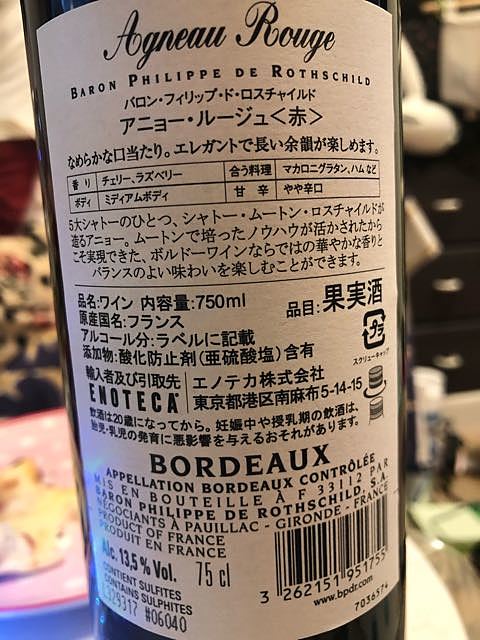 Agneau Rouge
BARON PHILIPPE DE ROTHSCHILD
バロン・フィリップ・ド・ロスチャイルド
アニョー・ルージュ<赤>
なめらかな口当たり。エレガントで長い余韻が楽しめます。
香り チェリー、ラズベリー 合う料理 マカロニグラタン、ハム など
ボディ ミディアムボディ 甘辛 やや辛口
5大シャトーのひとつ、シャトー・ムートン・ロスチャイルドが
造るアニョー。ムートンで培ったノウハウが活かされたから
こそ実現できた、ボルドーワインならではの華やかな香りと
バランスのよい味わいを楽しむことができます。
品名:ワイン 内容量:750ml
品目:果実酒
原産国名:フランス
アルコール分:ラベルに記載
添加物:酸化防止剤(亜硫酸塩)含有
プラ
スクリューキャップ
輸入者及び引取先
ENOTECA
エノテカ株式会社
東京都港区南麻布5-14-15
飲酒は20歳になってから。妊娠中や授乳期の飲酒は、
胎児・乳児の発育に悪影響を与えるおそれがあります。
BORDEAUX
APPELLATION BORDEAUX CONTRÔLÉE
MIS EN BOUTEILLE À F 33112 PAR
BARON PHILIPPE DE ROTHSCHILD, S.A.
NÉGOCIANTS À PAUILLAC - GIRONDE - FRANCE
PRODUCT OF FRANCE
PRODUIT EN FRANCE
Alc. 13,5% Vol. 75 cl
CONTIENT SULFITES
CONTAINS SULPHITES
L329317 #06040
3 262151 951755
www.bpdr.com
7036574